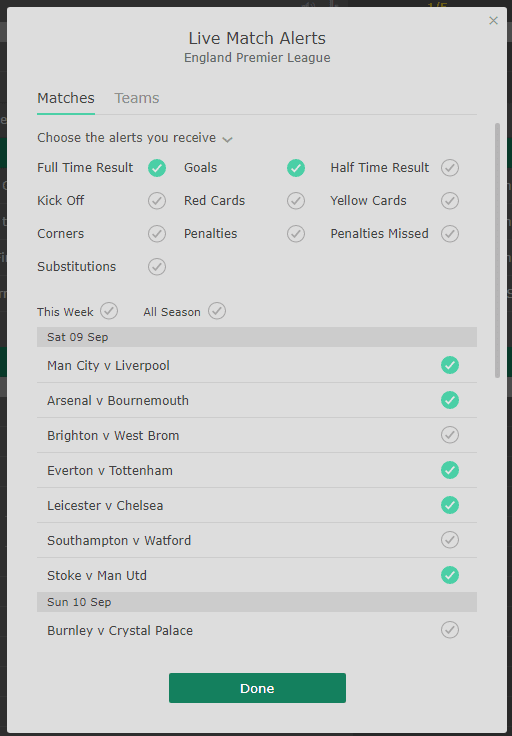 1/5
Live Match Alerts
England Premier League
Matches Teams
Choose the alerts you receive
Full Time Result Goals Half Time Result
Kick Off Red Cards Yellow Cards
Corners Penalties Penalties Missed
Substitutions
This Week All Season
Sat 09 Sep
Man City v Liverpool
Arsenal v Bournemouth
Brighton v West Brom
Everton v Tottenham
Leicester v Chelsea
Southampton v Watford
Stoke v Man Utd
Sun 10 Sep
Burnley v Crystal Palace
Done